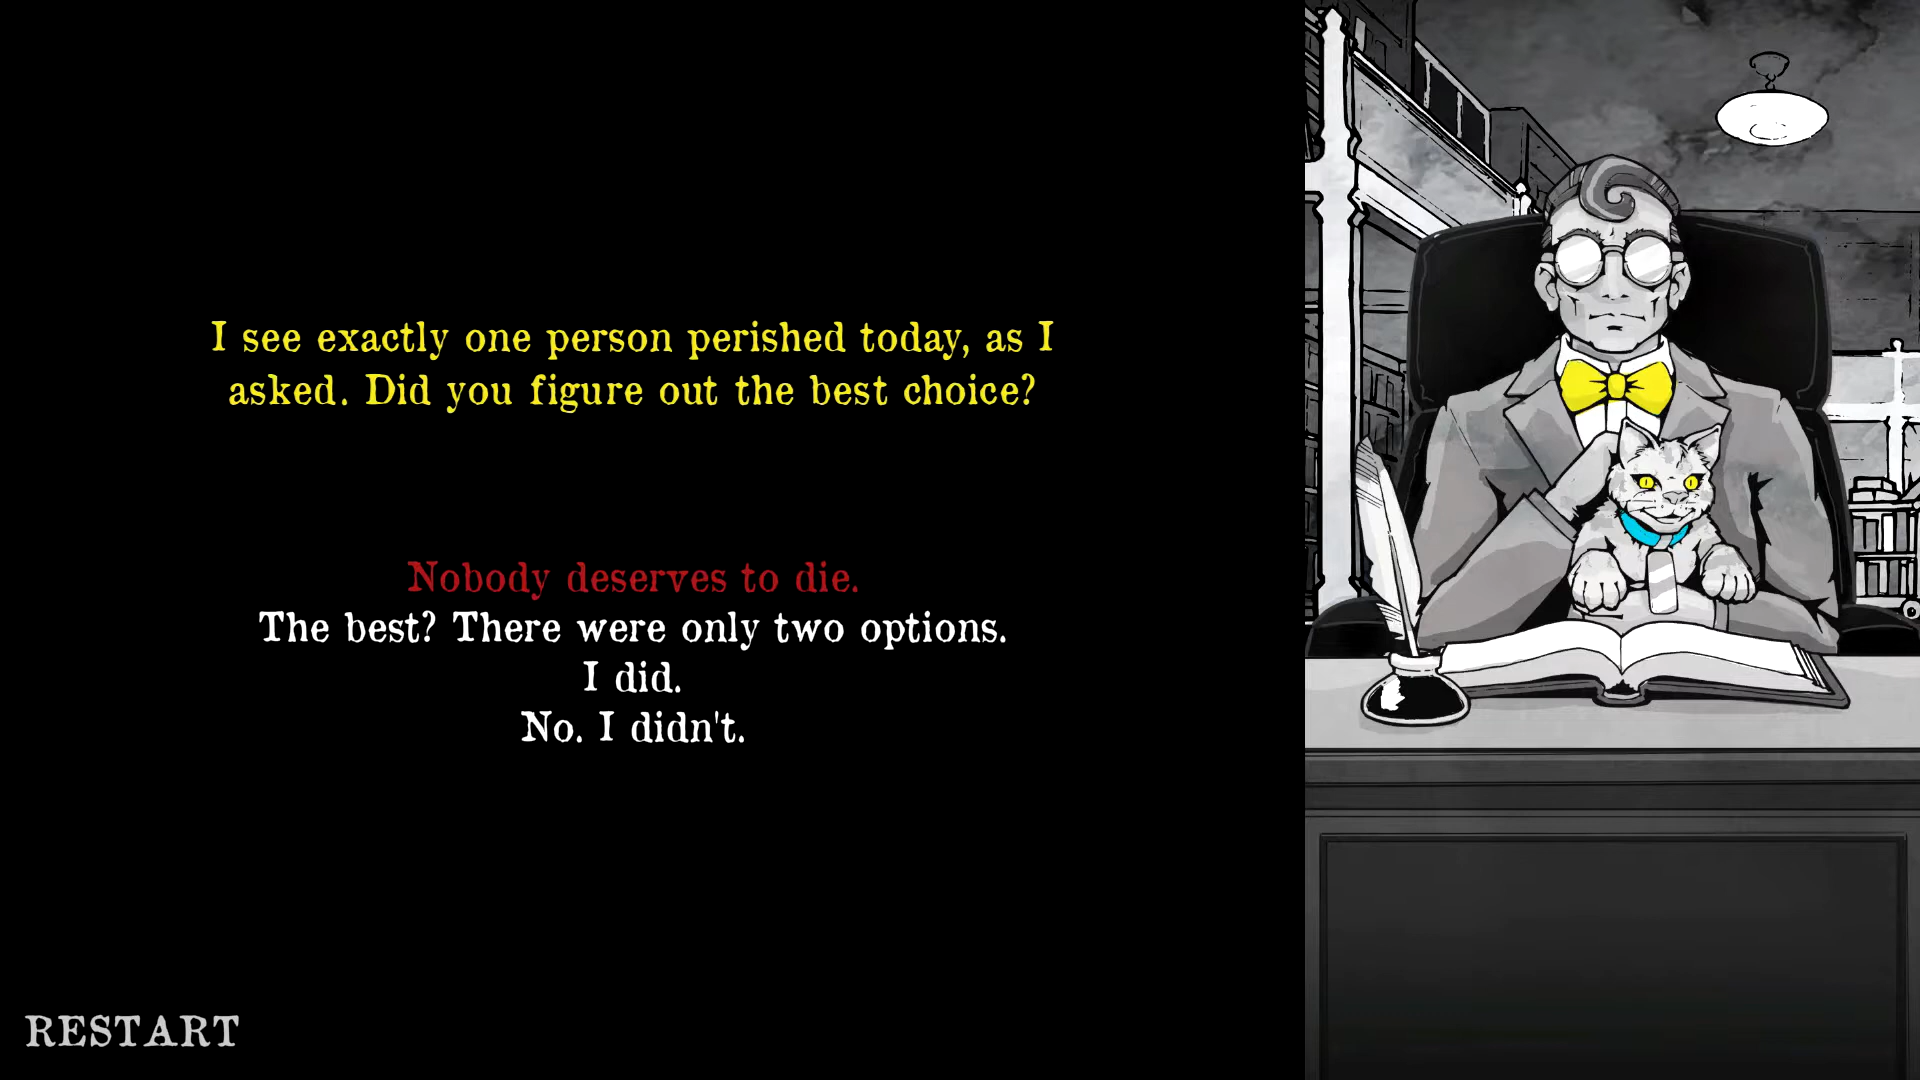 I see exactly one person perished today, as I
asked. Did you figure out the best choice?
Nobody deserves to die.
The best? There were only two options.
I did.
No. I didn't.
RESTART